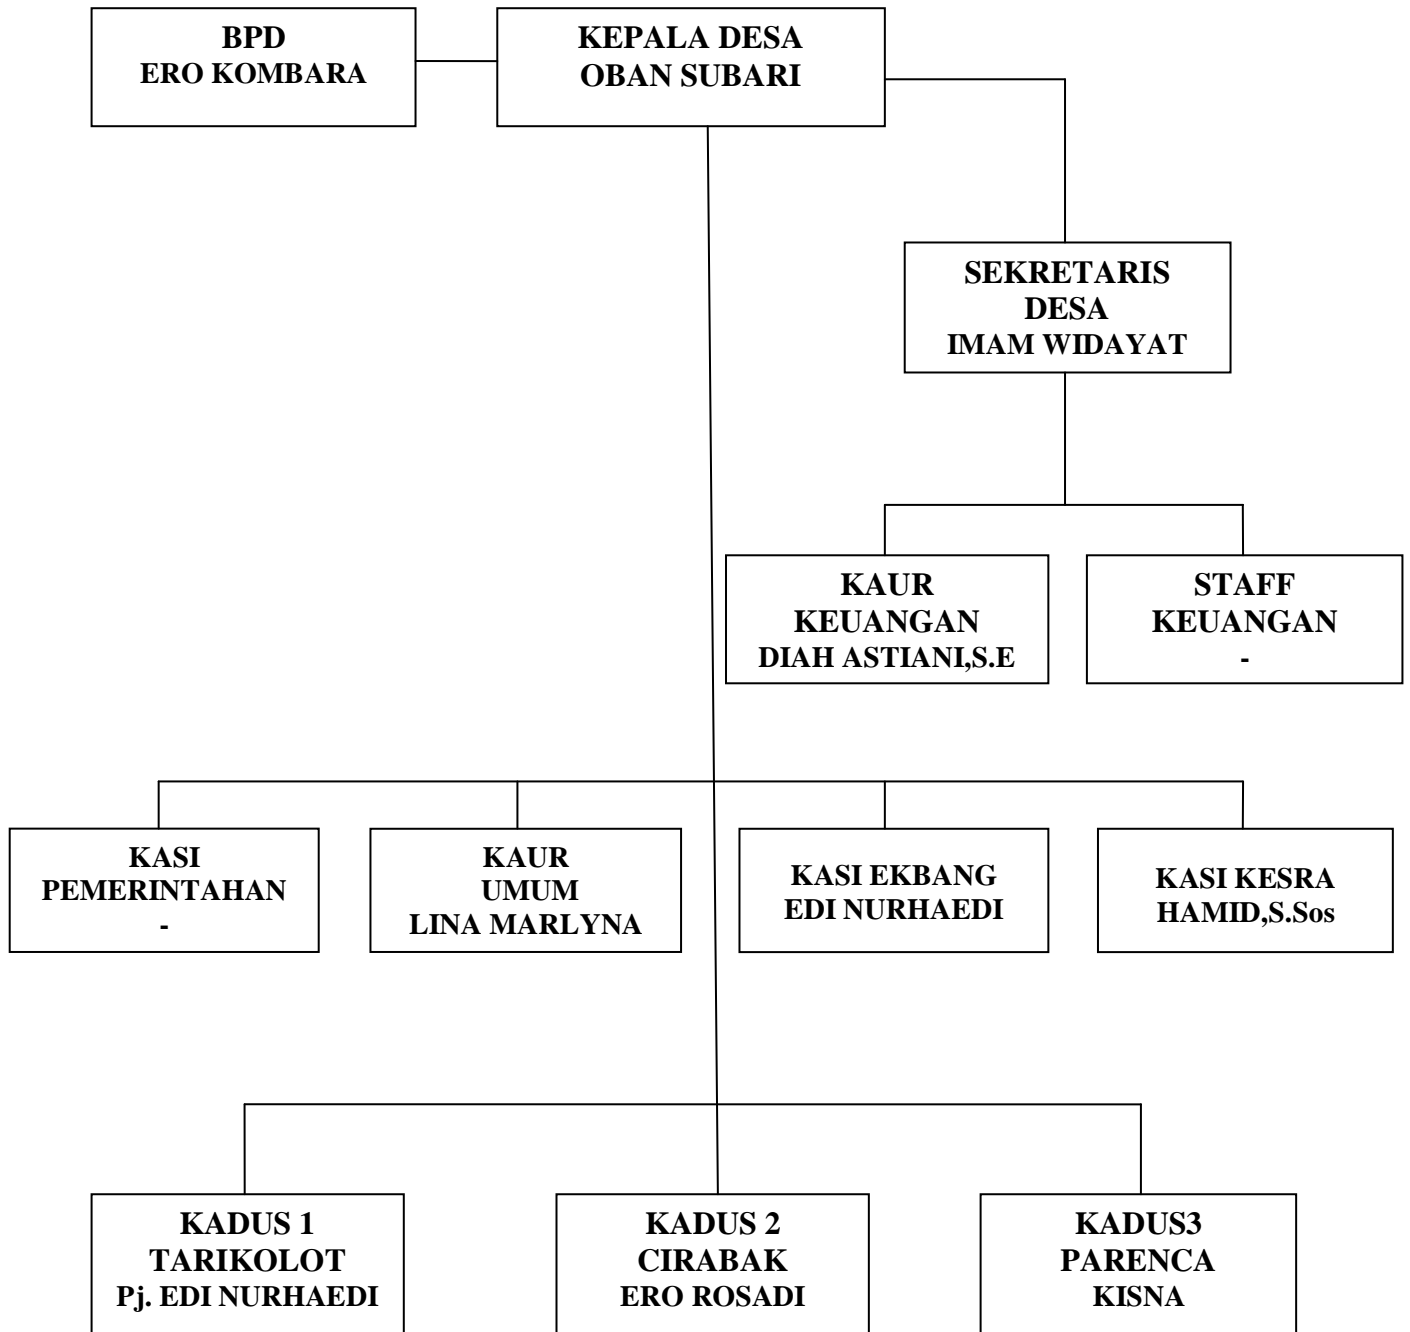 BPD
ERO KOMBARA
KEPALA DESA
OBAN SUBARI
SEKRETARIS
DESA
IMAM WIDAYAT
KAUR
KEUANGAN
DIAH ASTIANI,S.E
STAFF
KEUANGAN
-
KASI
PEMERINTAHAN
-
KAUR
UMUM
LINA MARLYNA
KASI EKBANG
EDI NURHAEDI
KASI KESRA
HAMID,S.Sos
KADUS 1
TARIKOLOT
Pj. EDI NURHAEDI
KADUS 2
CIRABAK
ERO ROSADI
KADUS3
PARENCA
KISNA